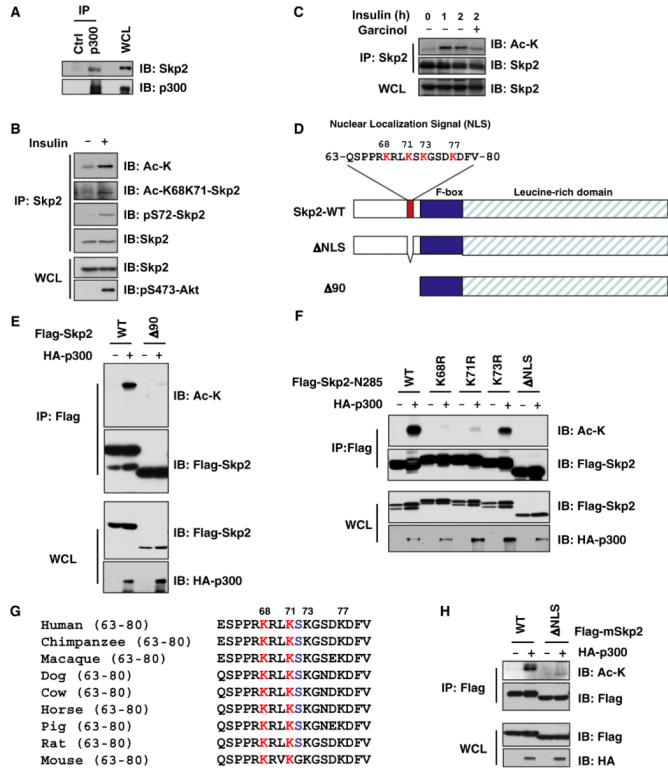 A
IP
Ctrl
p300
WCL
IB: Skp2
IB: p300
B
Insulin – +
IP: Skp2
IB: Ac-K
IB: Ac-K68K71-Skp2
IB: pS72-Skp2
IB:Skp2
WCL
IB:Skp2
IB:pS473-Akt
C
Insulin (h) 0 1 2 2
Garcinol +
IP: Skp2
IB: Ac-K
IB: Skp2
WCL
IB: Skp2
D
Nuclear Localization Signal (NLS)
68 71 73 77
63-QSPPRKRLKSKGSDKDFV-80
F-box
Leucine-rich domain
Skp2-WT
ΔNLS
Δ90
E
Flag-Skp2 WT Δ90
HA-p300 – + – +
IP: Flag
IB: Ac-K
IB: Flag-Skp2
WCL
IB: Flag-Skp2
IB: HA-p300
F
Flag-Skp2-N285 WT K68R K71R K73R ΔNLS
HA-p300 – + – + – + – + – +
IP:Flag
IB: Ac-K
IB: Flag-Skp2
WCL
IB: Flag-Skp2
IB: HA-p300
G
68 71 73 77
Human (63-80) ESPPRKRLKSKGSDKDFV
Chimpanzee (63-80) ESPPRKRLKSKGSDKDFV
Macaque (63-80) ESPPRKRLKSKGSEKDFV
Dog (63-80) QSPPRKRLKSKGSDKDFV
Cow (63-80) QSPPRKRLKSKGSDKDFV
Horse (63-80) QSPPRKRLKSKGSDKDFV
Pig (63-80) QSPPRKRLKSKGNEKDFV
Rat (63-80) QSPPRKRLKSKGSDKDFV
Mouse (63-80) QSPPRKRVKGKGSDKDFV
H
WT ΔNLS Flag-mSkp2
– + – + HA-p300
IP: Flag
IB: Ac-K
IB: Flag
WCL
IB: Flag
IB: HA